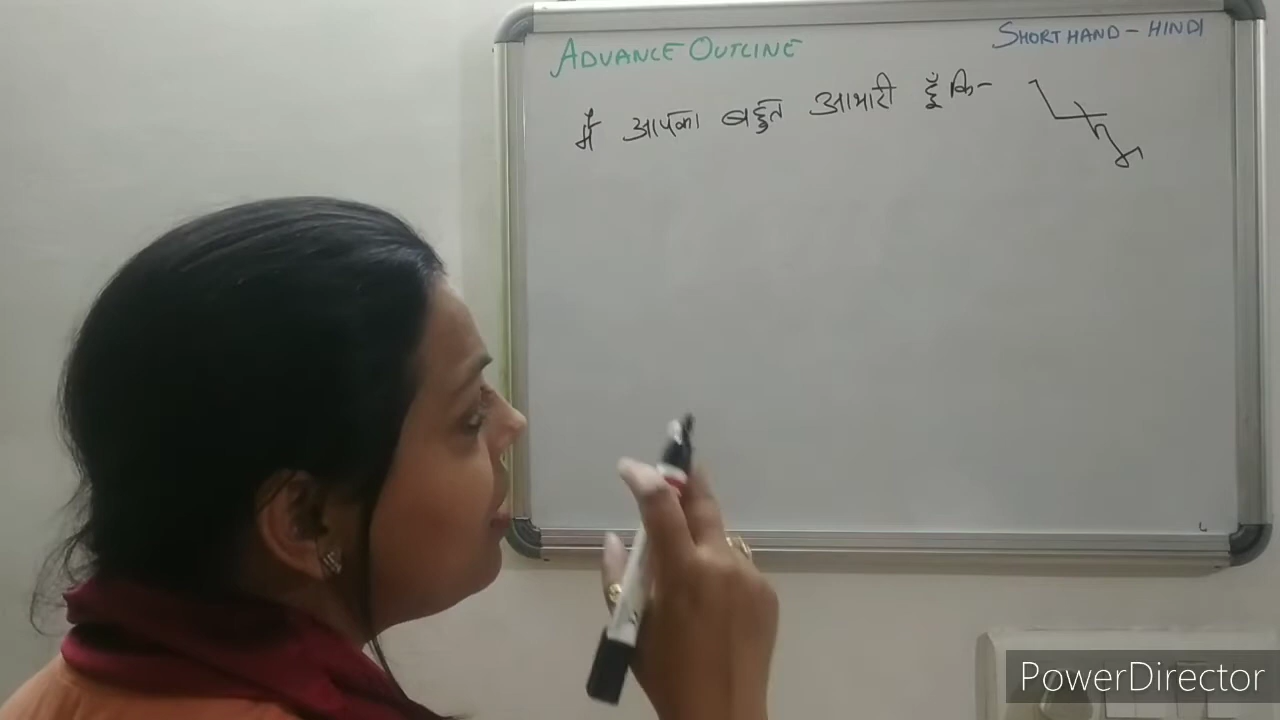 ADVANCE OUTLINE
SHORTHAND - HINDI
मैं आपका बहुत आभारी हूँ कि-
PowerDirector